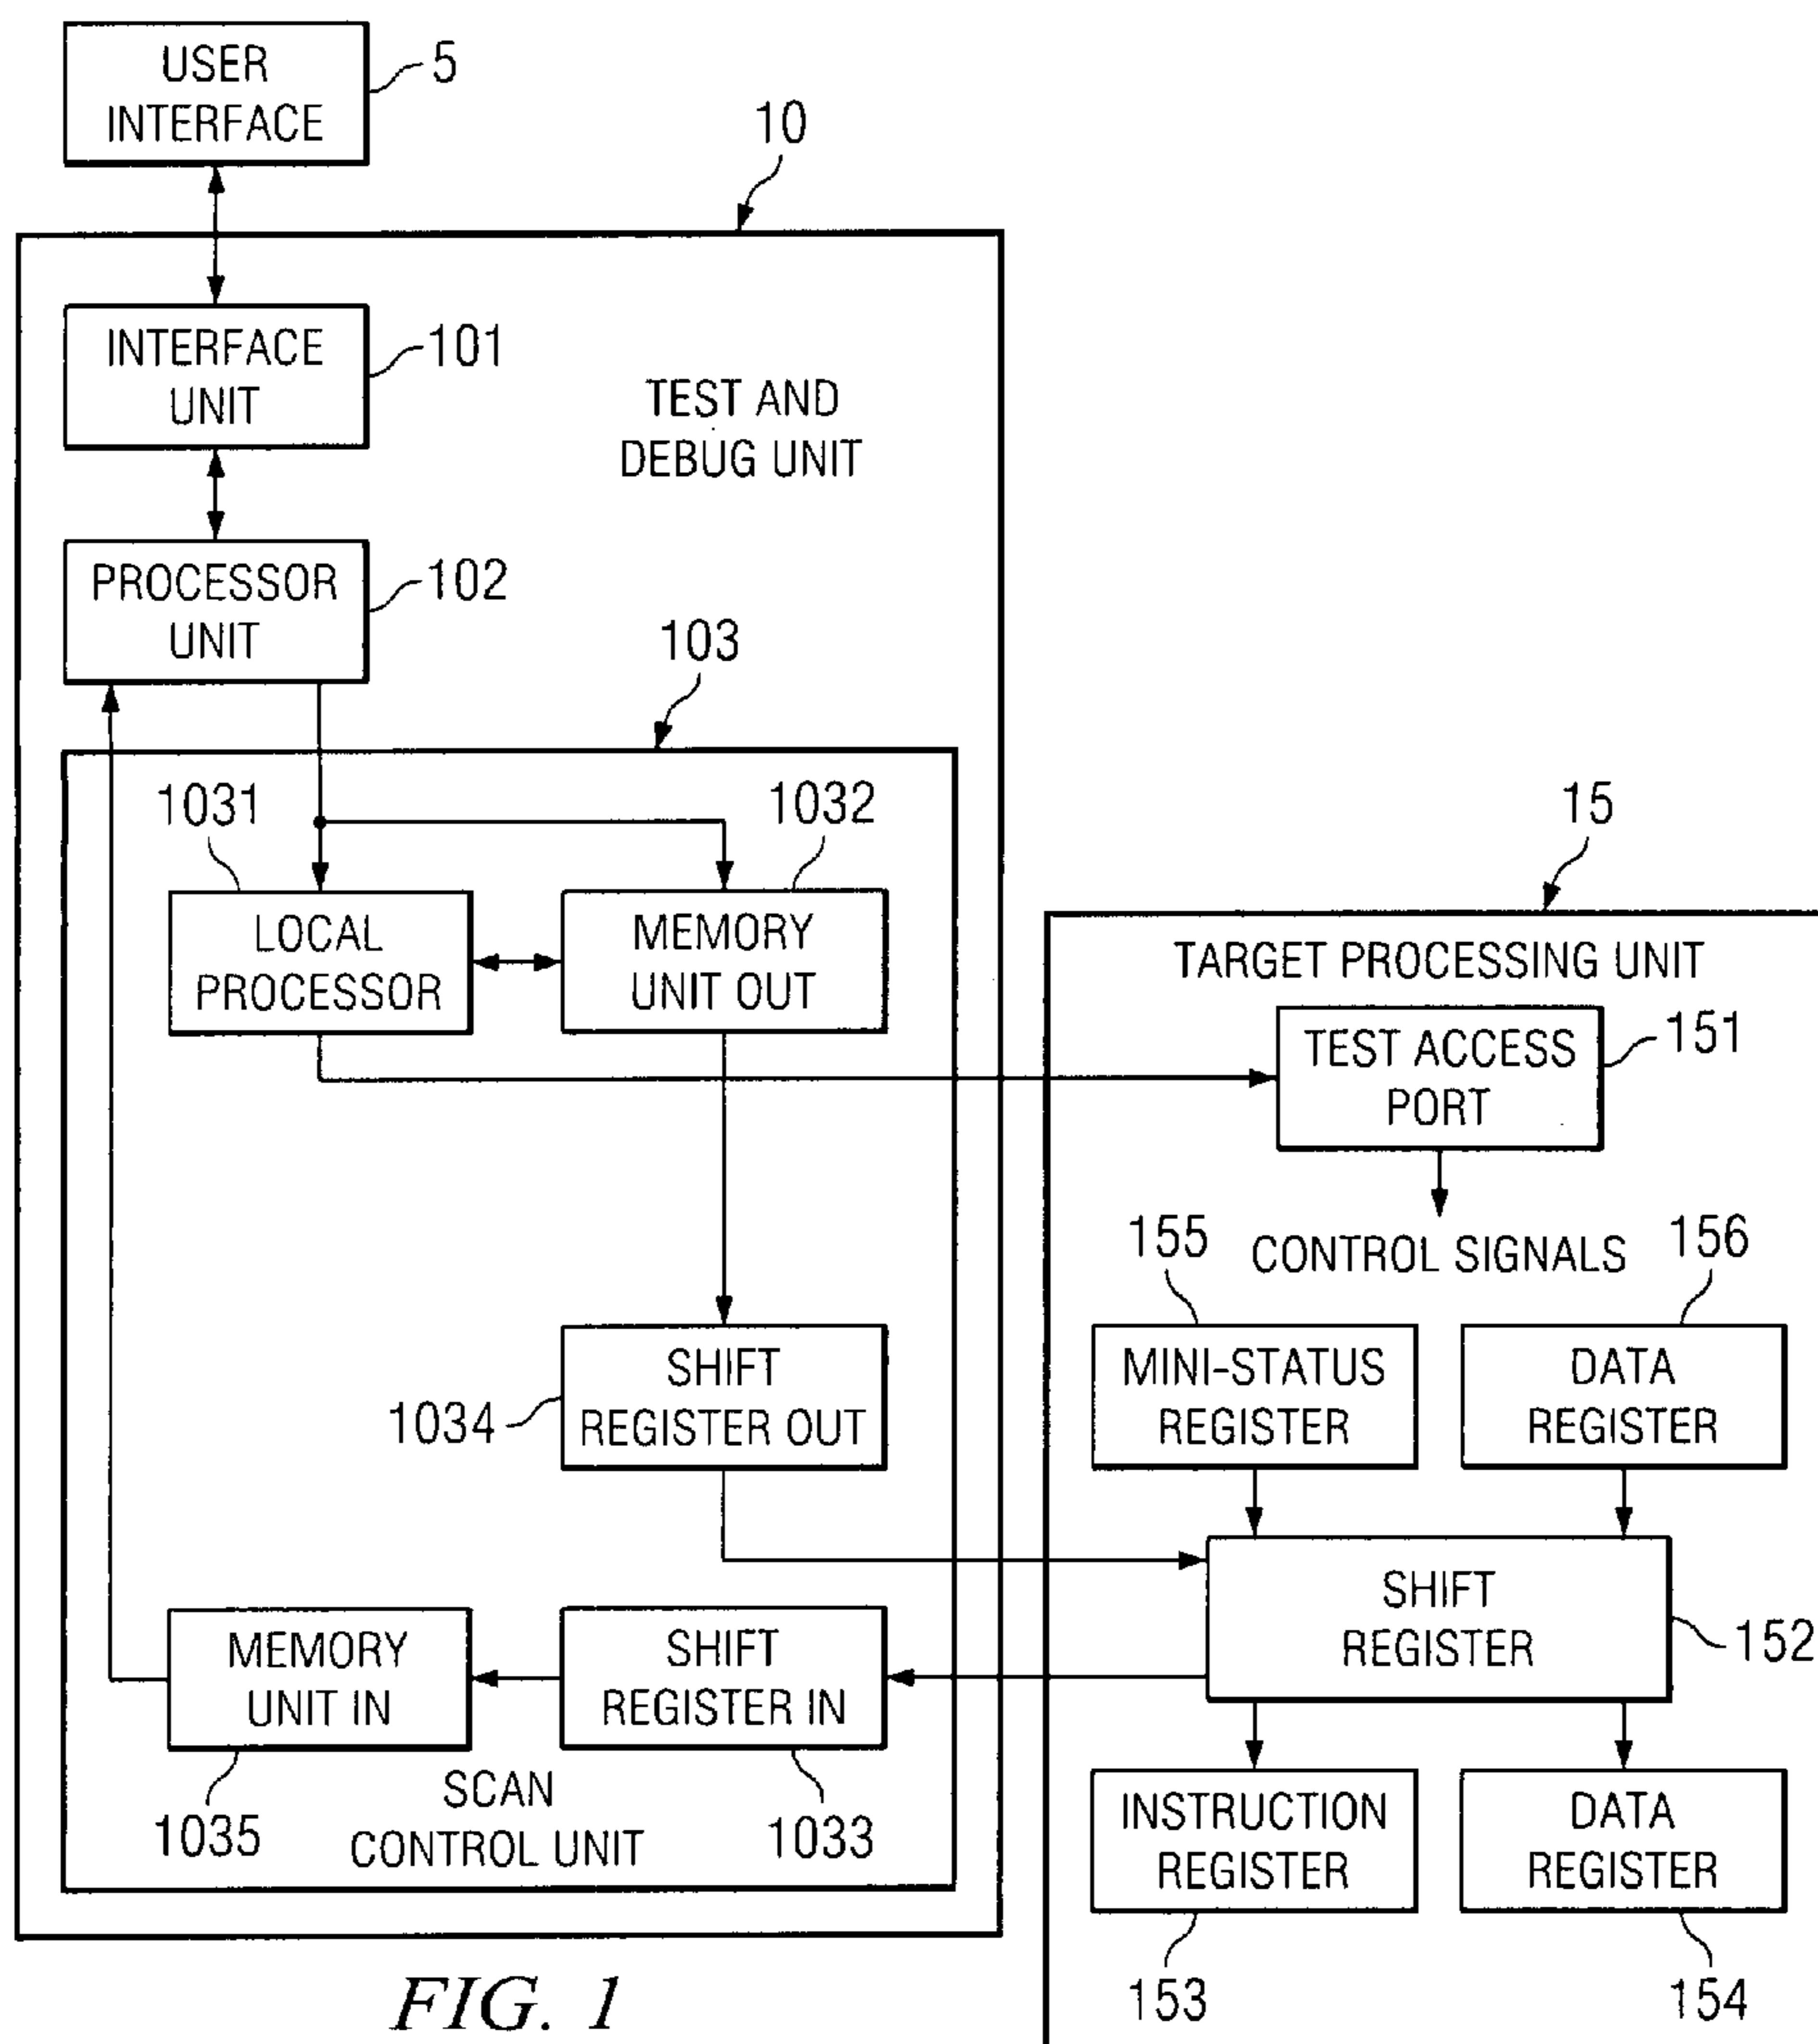 USER
INTERFACE
5
10
INTERFACE
UNIT
101
TEST AND
DEBUG UNIT
PROCESSOR
UNIT
102
103
1031
1032
LOCAL
PROCESSOR
MEMORY
UNIT OUT
15
TARGET PROCESSING UNIT
TEST ACCESS
PORT
151
CONTROL SIGNALS
155
156
MINI-STATUS
REGISTER
DATA
REGISTER
SHIFT
REGISTER OUT
1034
SHIFT
REGISTER
152
MEMORY
UNIT IN
SHIFT
REGISTER IN
1035
SCAN
CONTROL UNIT
1033
INSTRUCTION
REGISTER
DATA
REGISTER
153
154
FIG. 1